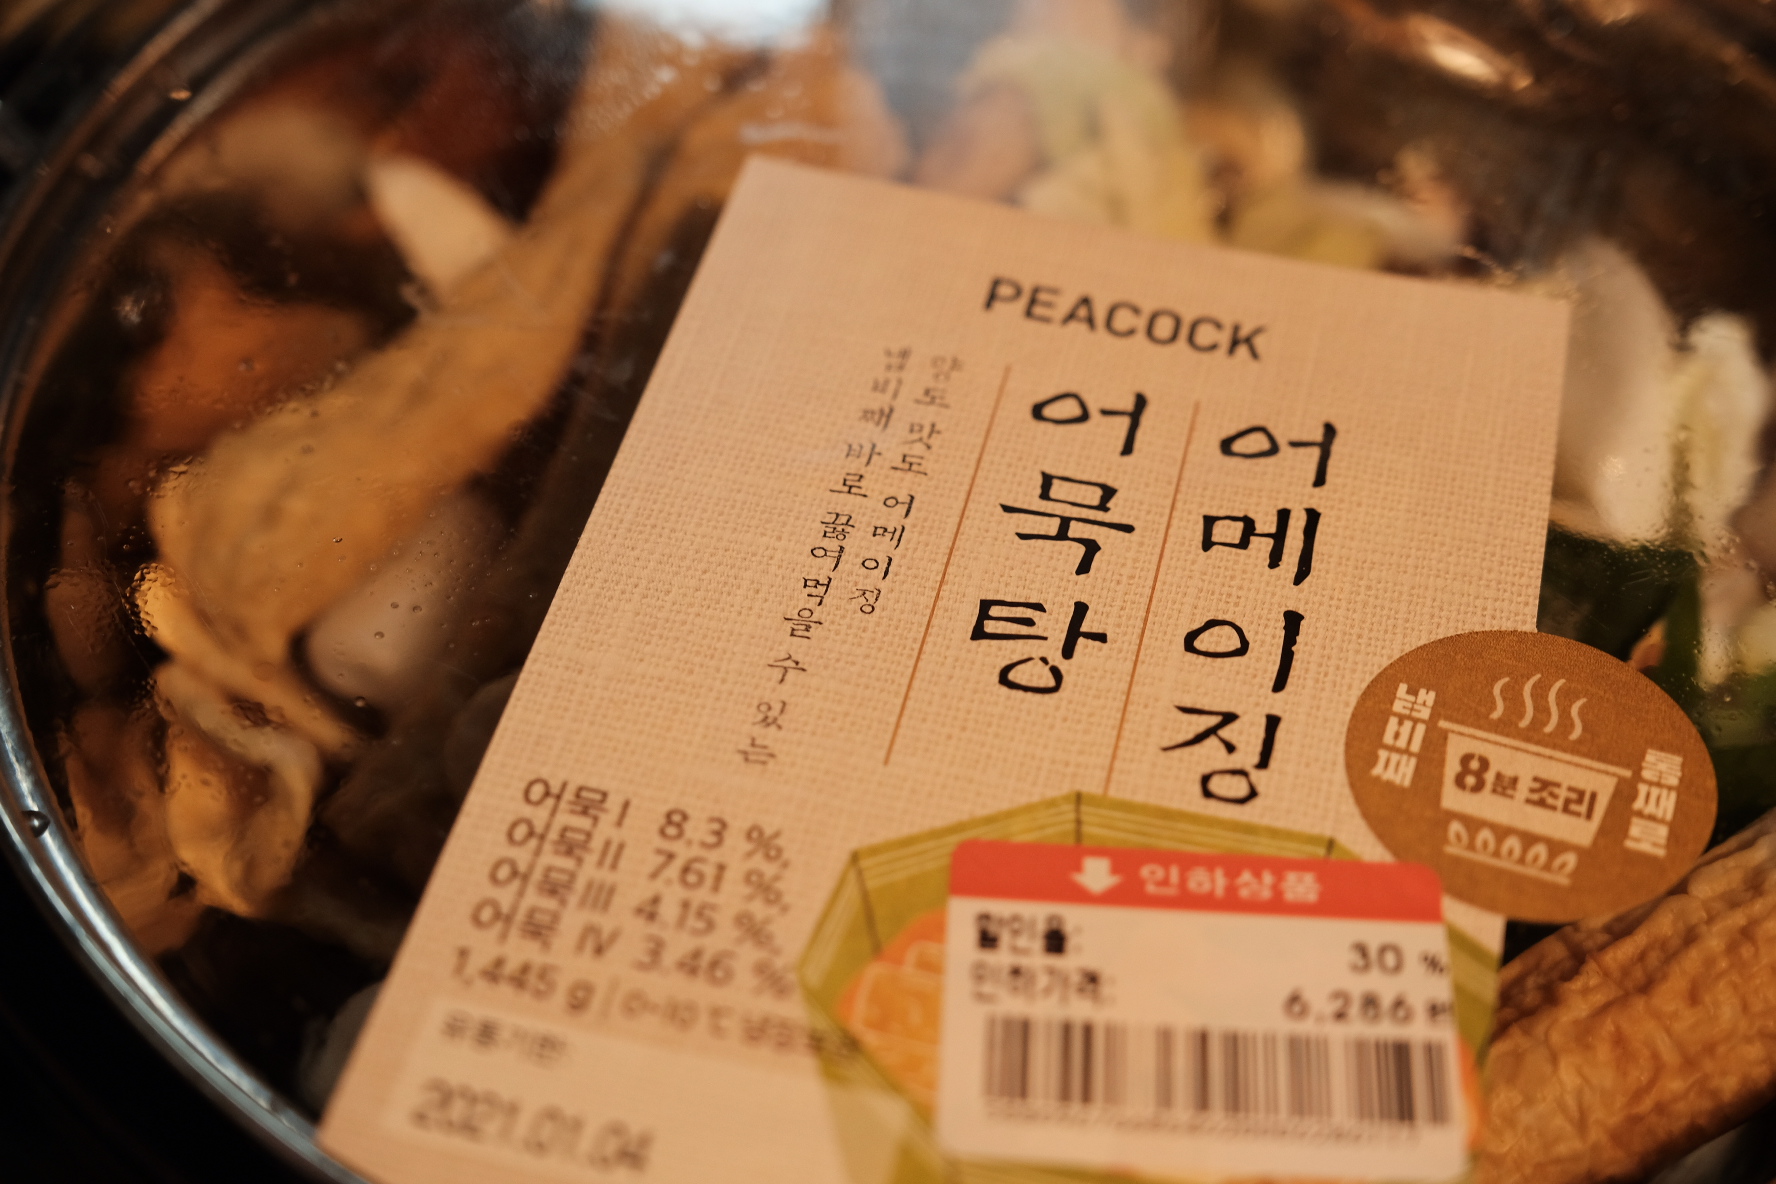 PEACOCK
어메이징
어묵탕
양도 맛도 어메이징
냄비째 바로 끓여먹을 수 있는
냄비째
8분 조리
통째로
어묵I 8.3 %,
어묵II 7.61 %,
어묵III 4.15 %,
어묵 IV 3.46 %
1,445 g | 0~10℃
유통기한:
2021.01.04
인하상품
할인율: 30 %
인하가격: 6,286 원